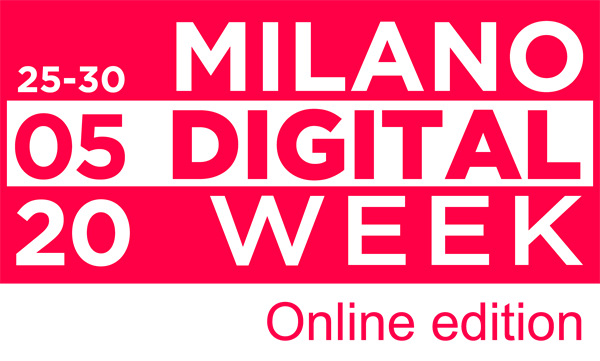 MILANO
25-30
05 DIGITAL
20 WEEK
Online edition